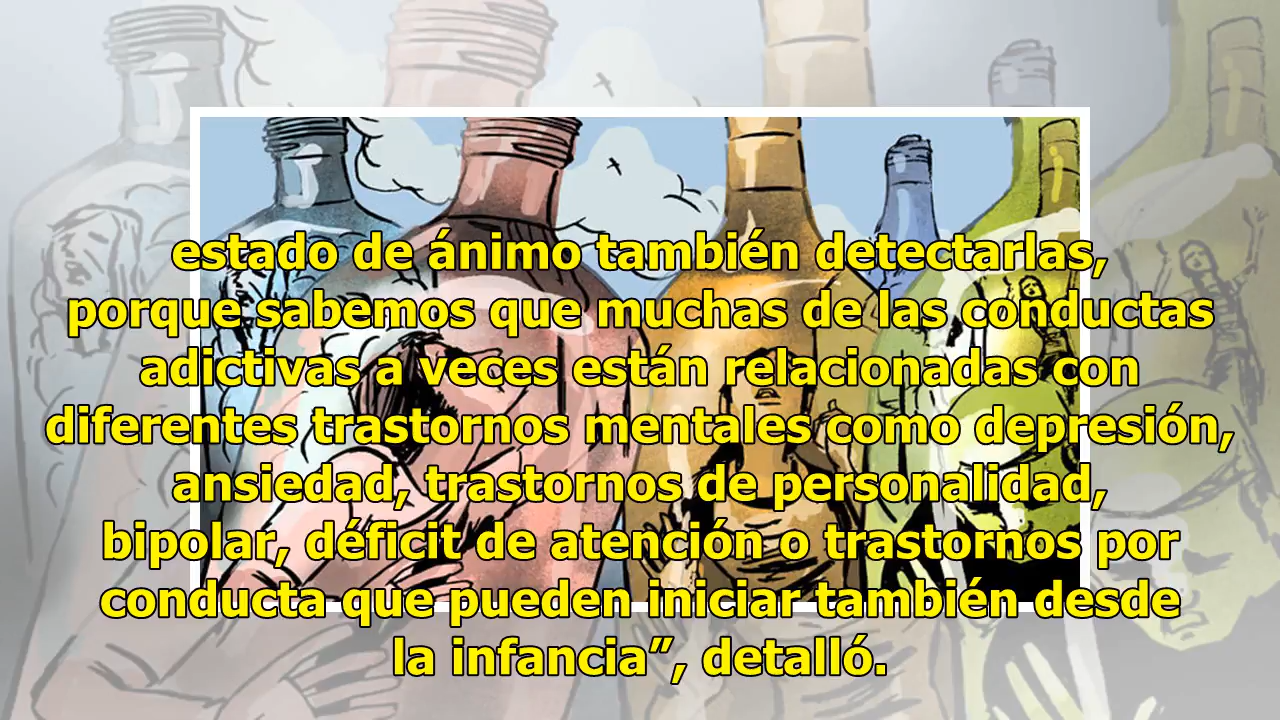 estado de ánimo también detectarlas,
porque sabemos que muchas de las conductas
adictivas a veces están relacionadas con
diferentes trastornos mentales como depresión,
ansiedad, trastornos de personalidad,
bipolar, déficit de atención o trastornos por
conducta que pueden iniciar también desde
la infancia”, detalló.